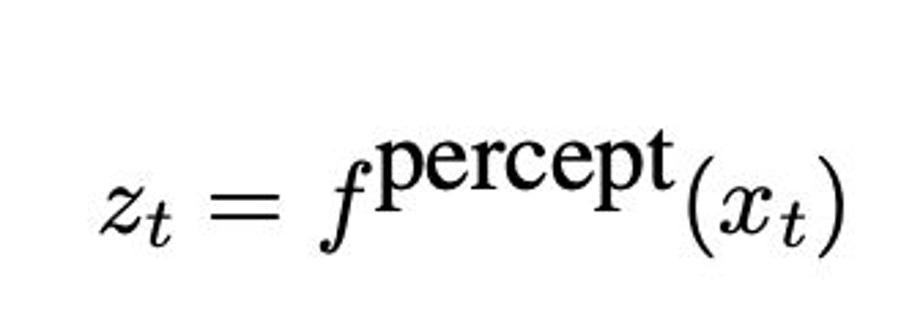 z_t = f^percept(x_t)